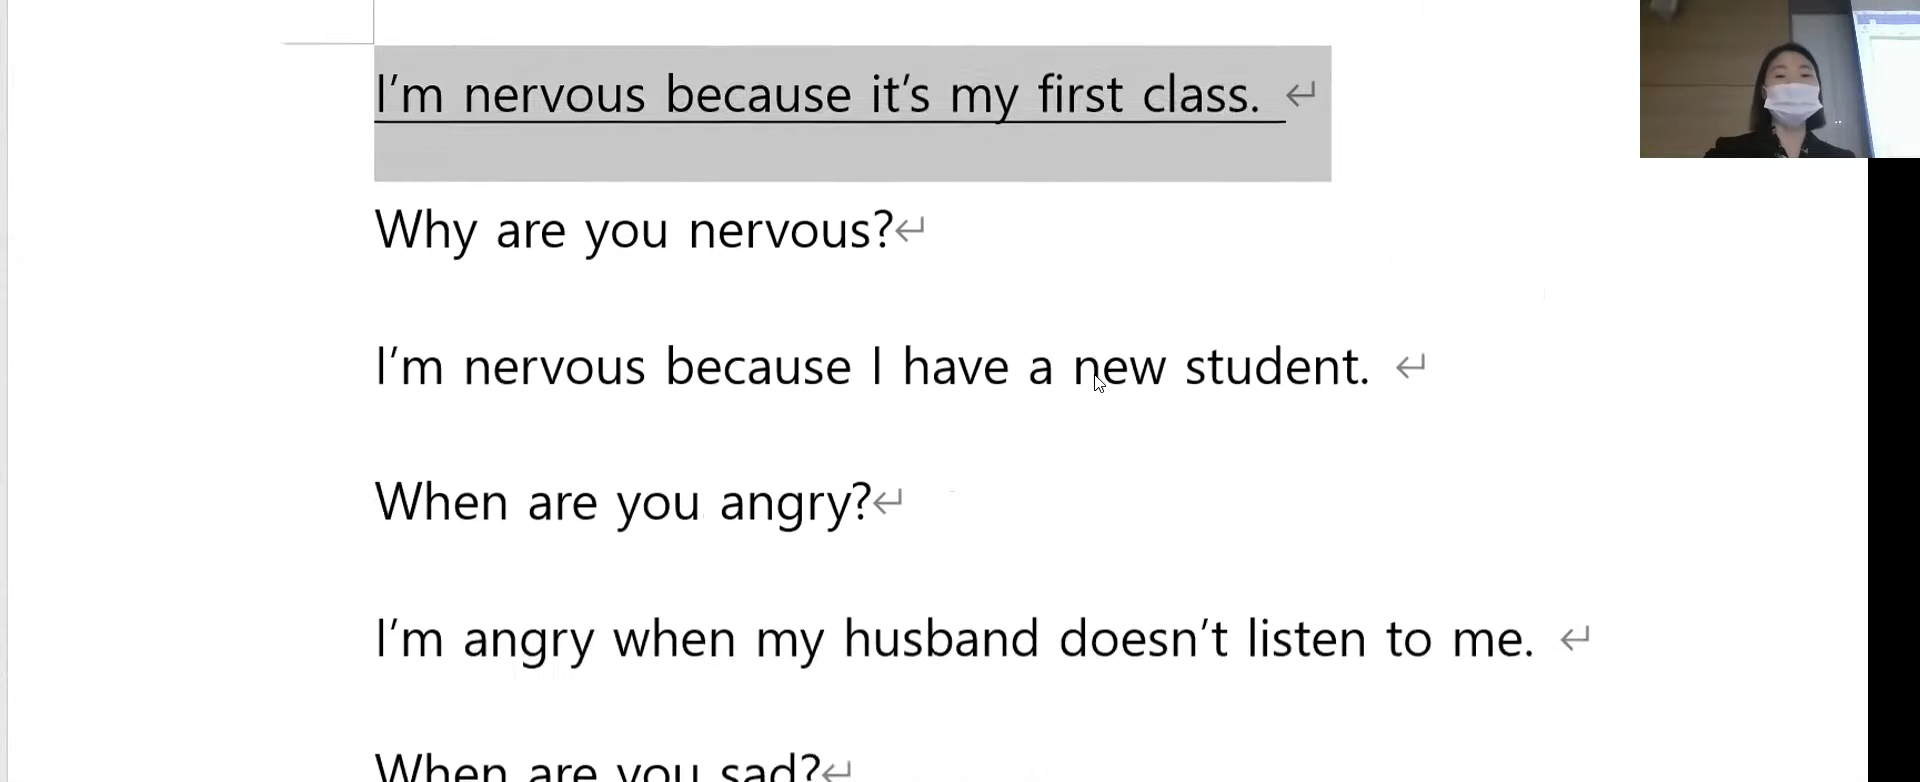 I’m nervous because it’s my first class.
Why are you nervous?
I’m nervous because I have a new student.
When are you angry?
I’m angry when my husband doesn’t listen to me.
When are you sad?